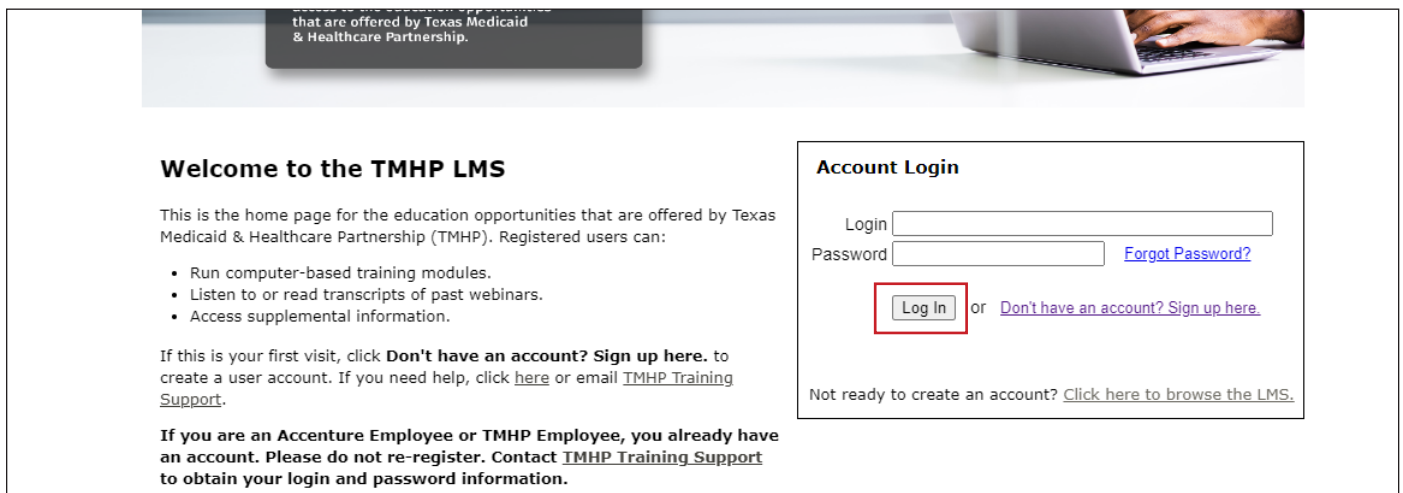 that are offered by Texas Medicaid
& Healthcare Partnership.
Welcome to the TMHP LMS
This is the home page for the education opportunities that are offered by Texas
Medicaid & Healthcare Partnership (TMHP). Registered users can:
• Run computer-based training modules.
• Listen to or read transcripts of past webinars.
• Access supplemental information.
If this is your first visit, click Don't have an account? Sign up here. to
create a user account. If you need help, click here or email TMHP Training
Support.
If you are an Accenture Employee or TMHP Employee, you already have
an account. Please do not re-register. Contact TMHP Training Support
to obtain your login and password information.
Account Login
Login
Password Forgot Password?
Log In or Don't have an account? Sign up here.
Not ready to create an account? Click here to browse the LMS.